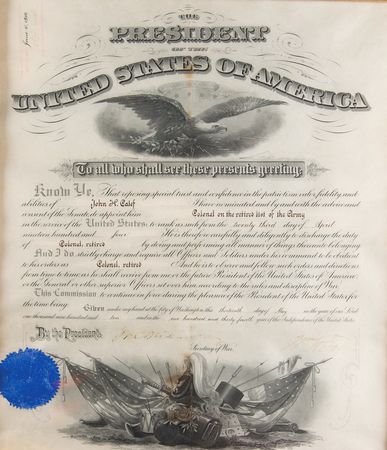 THE
PRESIDENT
OF THE
UNITED STATES OF AMERICA
To all who shall see these presents greeting:
Know Ye, That reposing special trust and confidence in the patriotism, valor, fidelity, and
abilities of John H. Calef I have nominated and by and with the advice and
consent of the Senate, do appoint him Colonel on the retired list of the Army
in the service of the United States: to rank as such from the twenty third day of April
nineteen hundred and four He is therefore carefully and diligently to discharge the duty
of Colonel, retired by doing and performing all manner of things thereunto belonging
And I do strictly charge and require all Officers and Soldiers under his command to be obedient
to his orders as Colonel, retired And he is to observe and follow such orders and directions
from time to time as he shall receive from me or the future President of the United States of America
or the General or other superior Officers set over him, according to the rules and discipline of War.
This Commission to continue in force during the pleasure of the President of the United States for
the time being
Given under my hand at the City of Washington this thirteenth day of May in the year of our Lord
one thousand nine hundred and and in the one hundred and thirty fourth year of the Independence of the United States.
By the President:
Secretary of War.